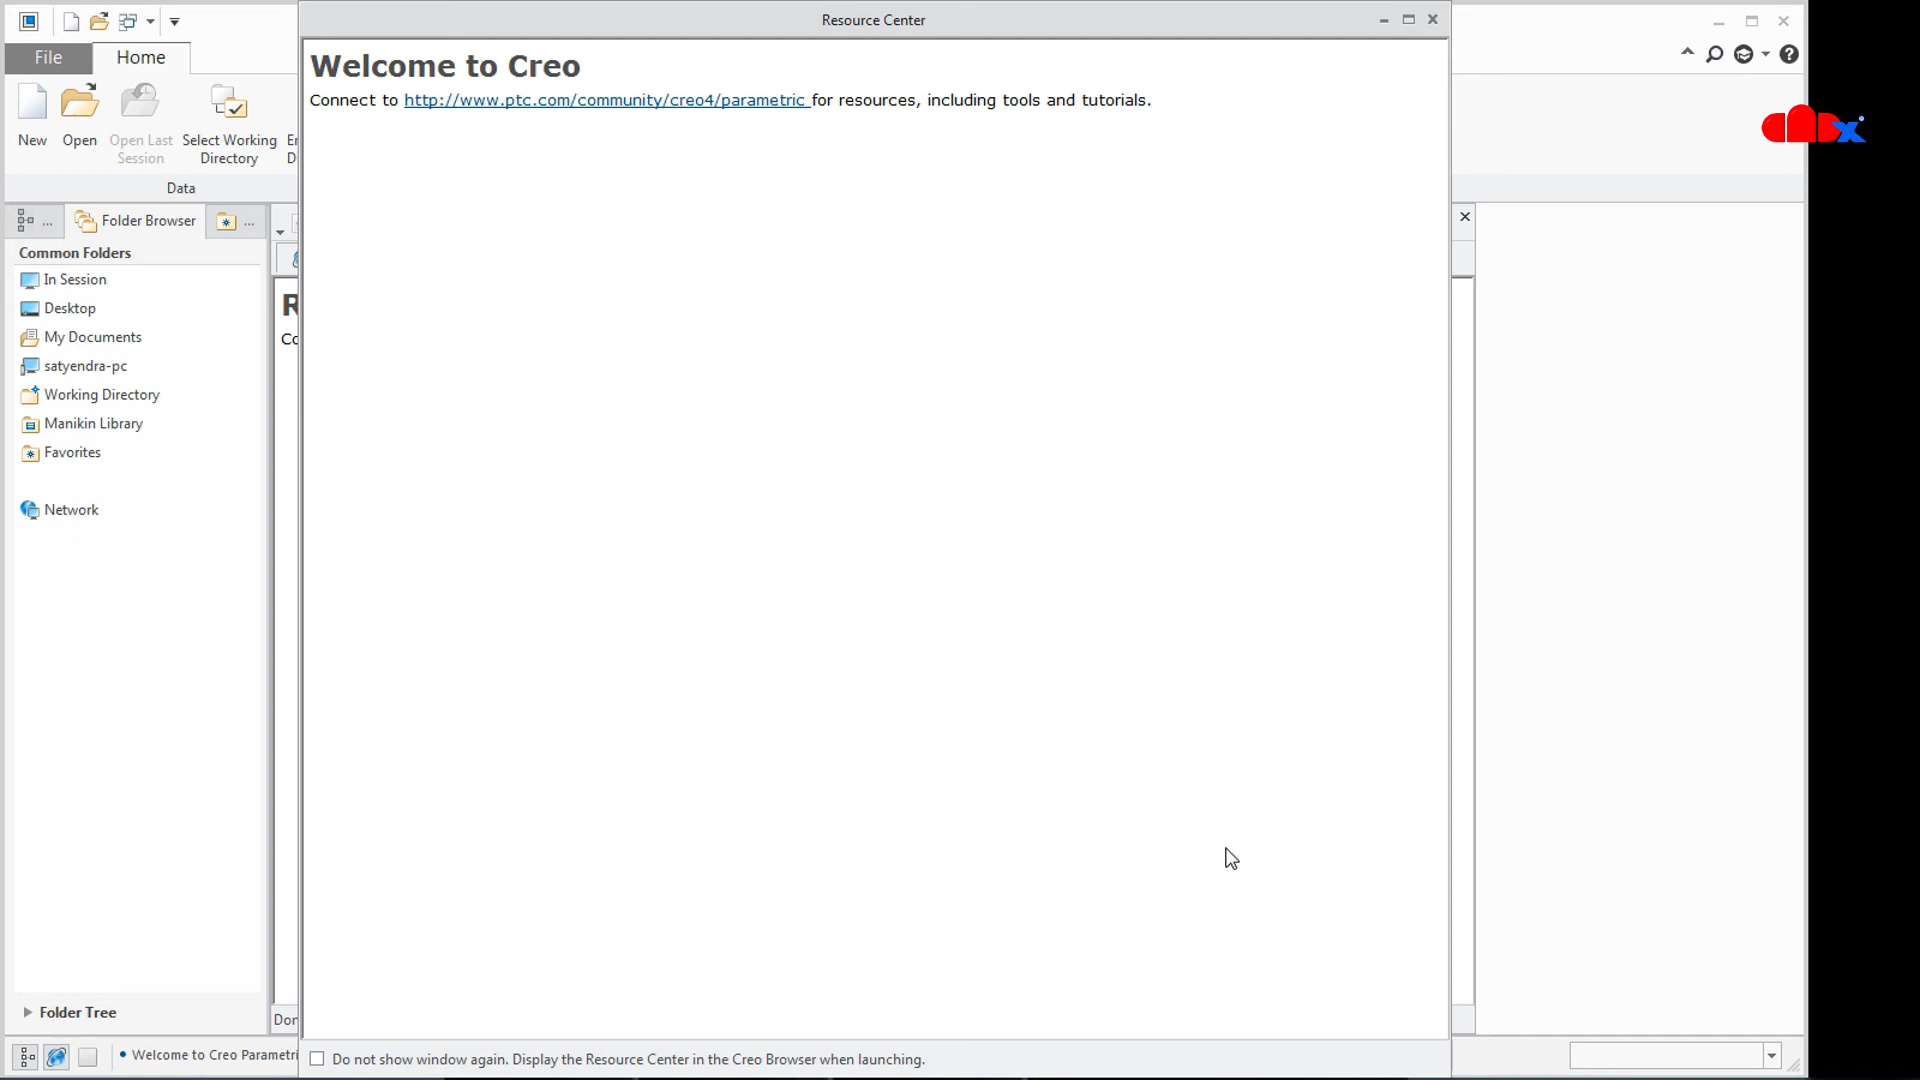 Resource Center
File
Home
Welcome to Creo
Connect to http://www.ptc.com/community/creo4/parametric for resources, including tools and tutorials.
New
Open
Open Last
Session
Select Working
Directory
Er
D
Data
...
Folder Browser
...
Common Folders
In Session
Desktop
My Documents
satyendra-pc
Working Directory
Manikin Library
Favorites
Network
R
Co
Folder Tree
Don
Welcome to Creo Parametri
Do not show window again. Display the Resource Center in the Creo Browser when launching.